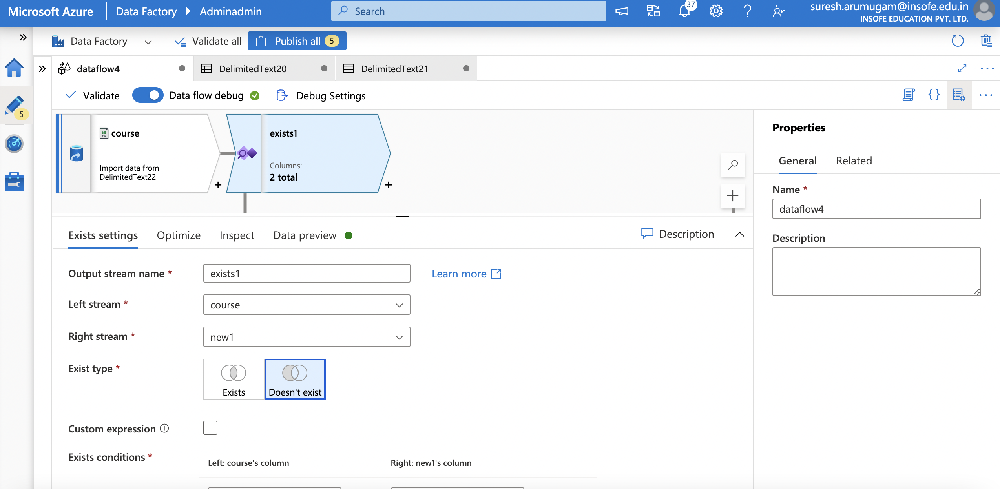 Microsoft Azure
Data Factory
Adminadmin
Search
37
suresh.arumugam@insofe.edu.in
INSOFE EDUCATION PVT. LTD.
Data Factory
Validate all
Publish all
5
dataflow4
DelimitedText20
DelimitedText21
5
Validate
Data flow debug
Debug Settings
CSV
course
Import data from
DelimitedText22
exists1
Columns:
2 total
Properties
General
Related
Name *
dataflow4
Description
Exists settings
Optimize
Inspect
Data preview
Description
Output stream name *
exists1
Learn more
Left stream *
course
Right stream *
new1
Exist type *
Exists
Doesn't exist
Custom expression
Exists conditions *
Left: course's column
Right: new1's column